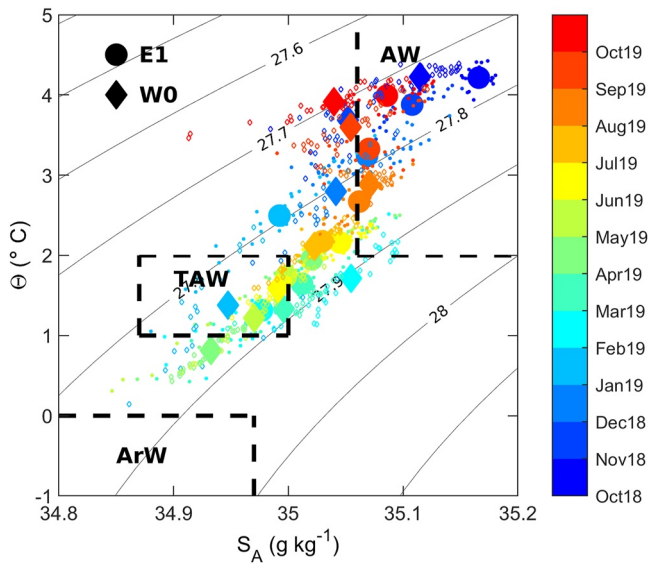 5
4
3
2
1
0
-1
Θ (° C)
34.8
34.9
35
35.1
35.2
S_A (g kg^-1)
E1
W0
27.6
27.7
27.8
27.9
28
AW
TAW
ArW
Oct19
Sep19
Aug19
Jul19
Jun19
May19
Apr19
Mar19
Feb19
Jan19
Dec18
Nov18
Oct18